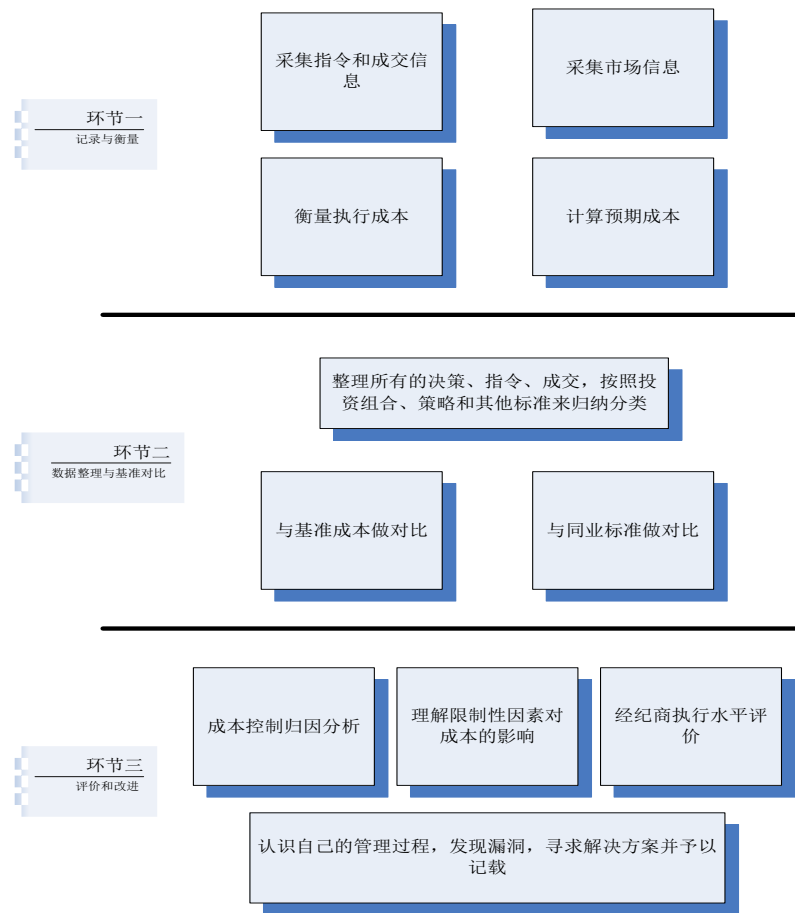 采集指令和成交信
息
采集市场信息
环节一
记录与衡量
衡量执行成本
计算预期成本
整理所有的决策、指令、成交，按照投
资组合、策略和其他标准来归纳分类
环节二
数据整理与基准对比
与基准成本做对比
与同业标准做对比
成本控制归因分析
理解限制性因素对
成本的影响
经纪商执行水平评
价
环节三
评价和改进
认识自己的管理过程，发现漏洞，寻求解决方案并予以
记载